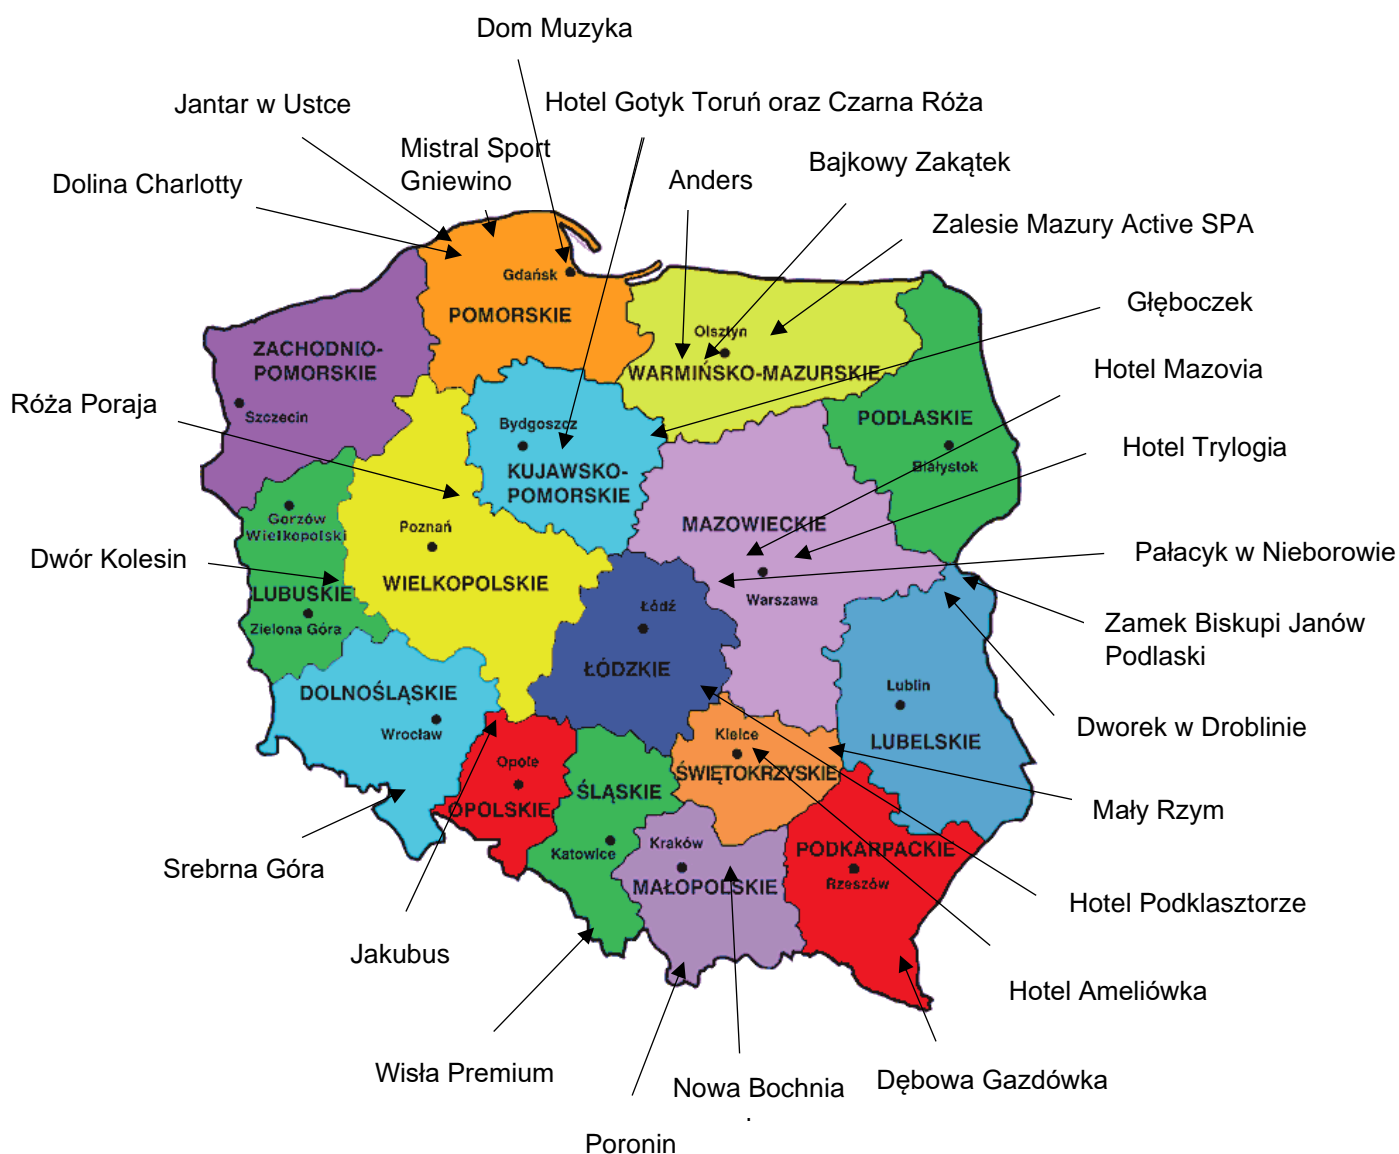 Dom Muzyka
Jantar w Ustce
Hotel Gotyk Toruń oraz Czarna Róża
Mistral Sport
Gniewino
Bajkowy Zakątek
Dolina Charlotty
Anders
Zalesie Mazury Active SPA
Gdańsk
Głęboczek
POMORSKIE
Olsztyn
ZACHODNIO-
POMORSKIE
WARMIŃSKO-MAZURSKIE
Hotel Mazovia
Róża Poraja
Szczecin
Bydgoszcz
PODLASKIE
Hotel Trylogia
Białystok
KUJAWSKO-
POMORSKIE
Gorzów
Wielkopolski
Poznań
MAZOWIECKIE
Pałacyk w Nieborowie
Dwór Kolesin
WIELKOPOLSKIE
LUBUSKIE
Łódź
Warszawa
Zielona Góra
Zamek Biskupi Janów
Podlaski
ŁÓDZKIE
DOLNOŚLĄSKIE
Lublin
Wrocław
Kielce
LUBELSKIE
Dworek w Droblinie
Opole
ŚWIĘTOKRZYSKIE
ŚLĄSKIE
OPOLSKIE
Mały Rzym
Srebrna Góra
Katowice
Kraków
PODKARPACKIE
MAŁOPOLSKIE
Rzeszów
Hotel Podklasztorze
Jakubus
Hotel Ameliówka
Wisła Premium
Nowa Bochnia
.
Dębowa Gazdówka
Poronin